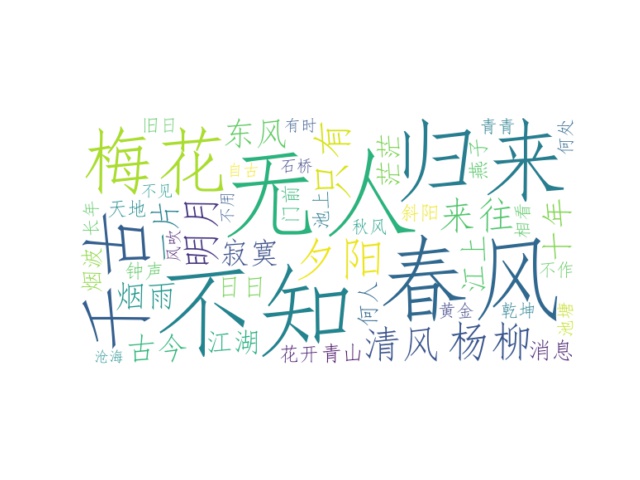 旧日
东风
有时
青青
何处
梅花
无人
只有
茫茫
归来
燕子
自古
石桥
长年
不见
天地
一片
明月
不用
门前
池上
斜阳
来往
相看
十年
千古
风吹
秋风
烟波
寂寞
夕阳
江上
春风
不作
钟声
烟雨
日日
不知
何人
黄金
乾坤
池塘
沧海
古今
江湖
花开
青山
清风
杨柳
消息